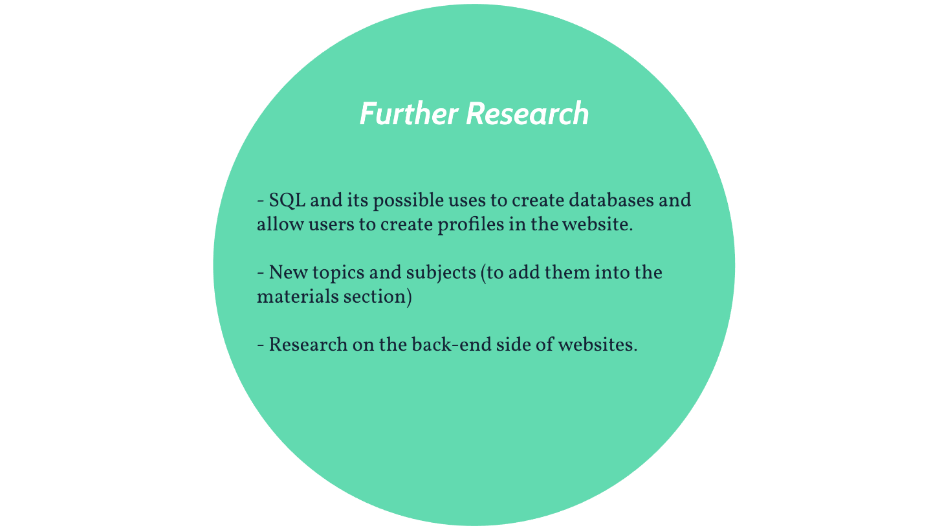 Further Research
- SQL and its possible uses to create databases and
allow users to create profiles in the website.
- New topics and subjects (to add them into the
materials section)
- Research on the back-end side of websites.